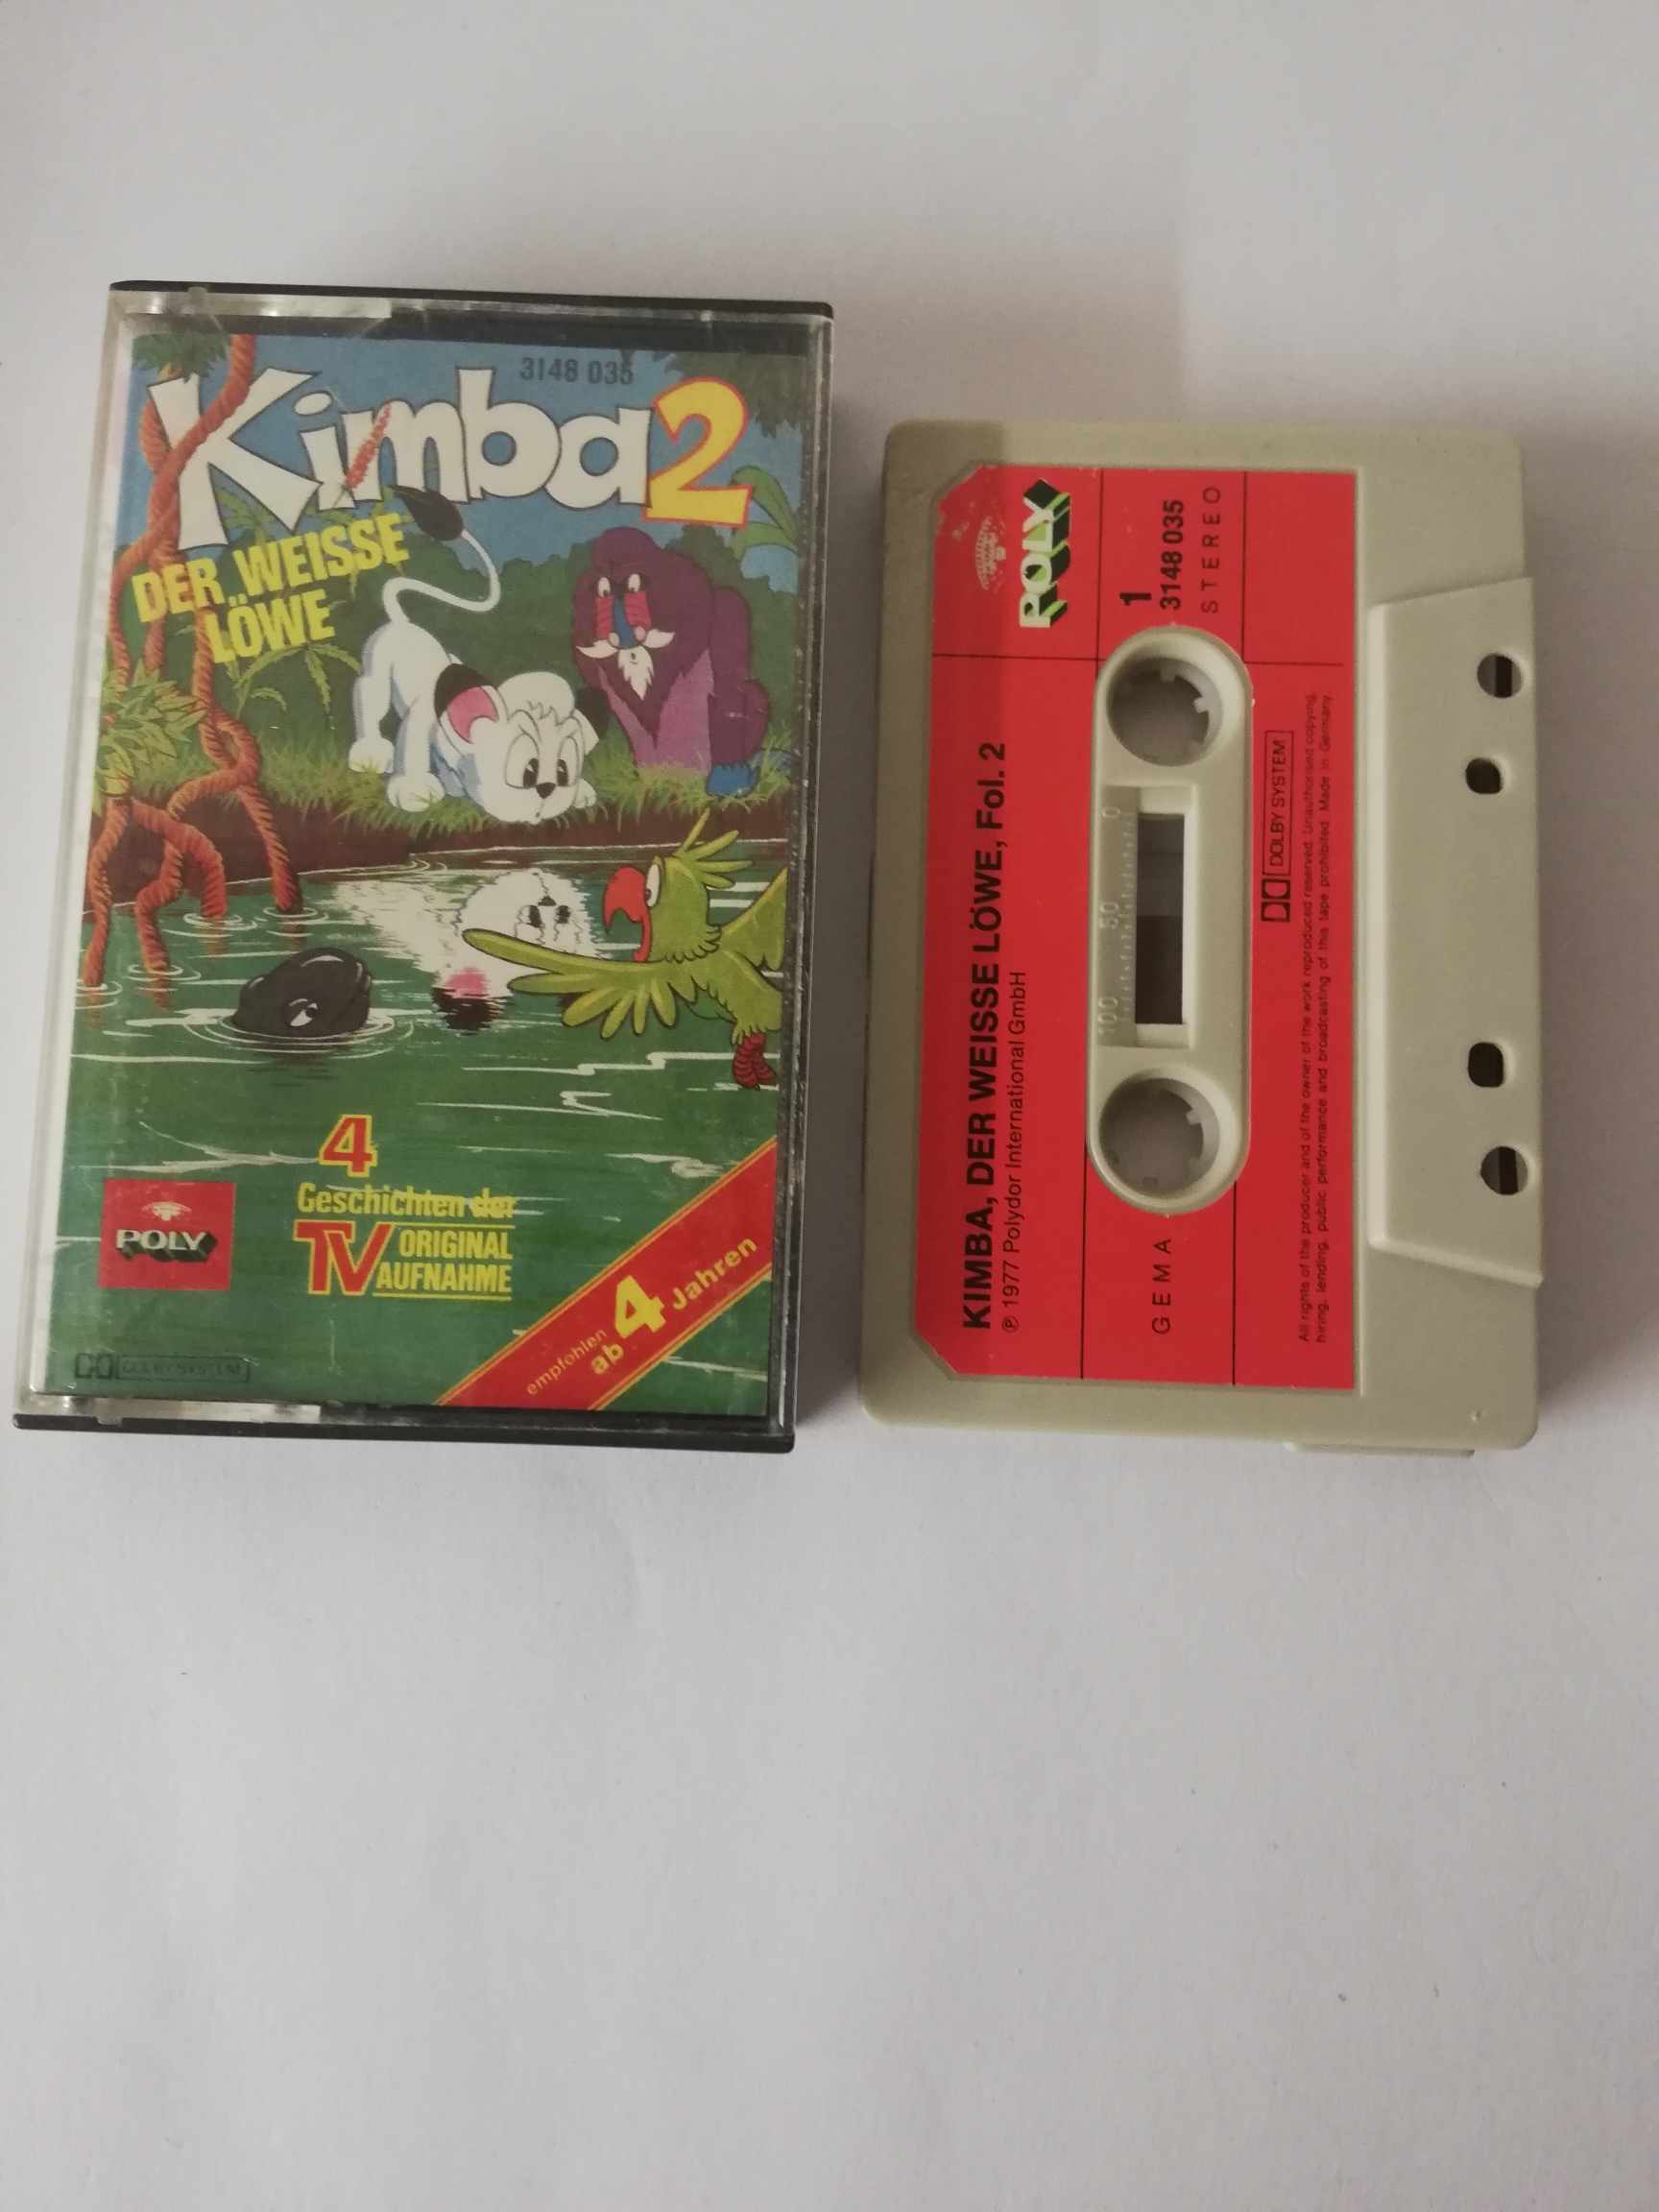 3148 035
Kimba 2
DER WEISSE
LÖWE
4
Geschichten der
TV ORIGINAL
AUFNAHME
POLY
empfohlen
ab 4 Jahren
DOLBY SYSTEM
POLY
1
3148 035
STEREO
KIMBA, DER WEISSE LÖWE, Fol. 2
℗ 1977 Polydor International GmbH
GEMA
100 50 0
DOLBY SYSTEM
All rights of the producer and of the owner of the work reproduced reserved. Unauthorised copying,
hiring, lending, public performance and broadcasting of this tape prohibited. Made in Germany.